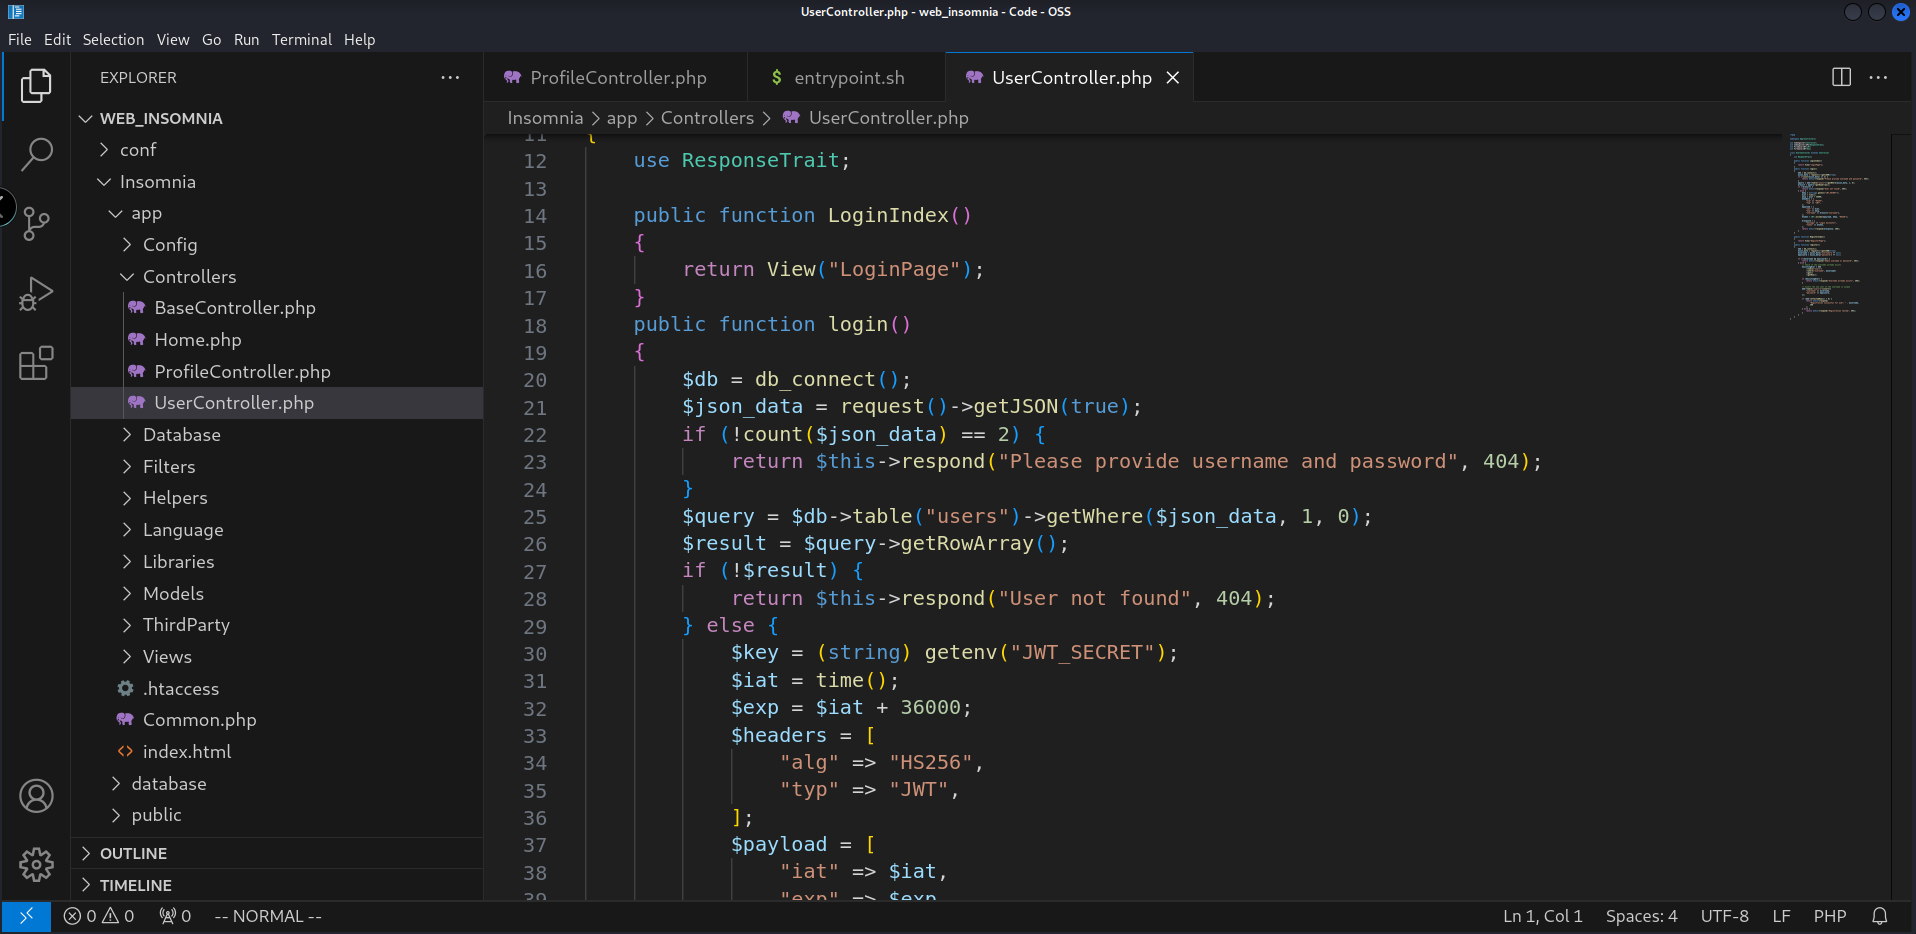 UserController.php - web_insomnia - Code - OSS
File Edit Selection View Go Run Terminal Help
EXPLORER
WEB_INSOMNIA
conf
Insomnia
app
Config
Controllers
BaseController.php
Home.php
ProfileController.php
UserController.php
Database
Filters
Helpers
Language
Libraries
Models
ThirdParty
Views
.htaccess
Common.php
index.html
database
public
OUTLINE
TIMELINE
ProfileController.php entrypoint.sh UserController.php
Insomnia > app > Controllers > UserController.php
11 {
12 use ResponseTrait;
13
14 public function LoginIndex()
15 {
16 return View("LoginPage");
17 }
18 public function login()
19 {
20 $db = db_connect();
21 $json_data = request()->getJSON(true);
22 if (!count($json_data) == 2) {
23 return $this->respond("Please provide username and password", 404);
24 }
25 $query = $db->table("users")->getWhere($json_data, 1, 0);
26 $result = $query->getRowArray();
27 if (!$result) {
28 return $this->respond("User not found", 404);
29 } else {
30 $key = (string) getenv("JWT_SECRET");
31 $iat = time();
32 $exp = $iat + 36000;
33 $headers = [
34 "alg" => "HS256",
35 "typ" => "JWT",
36 ];
37 $payload = [
38 "iat" => $iat,
39 "exp" => $exp
0 0 0 -- NORMAL -- Ln 1, Col 1 Spaces: 4 UTF-8 LF PHP